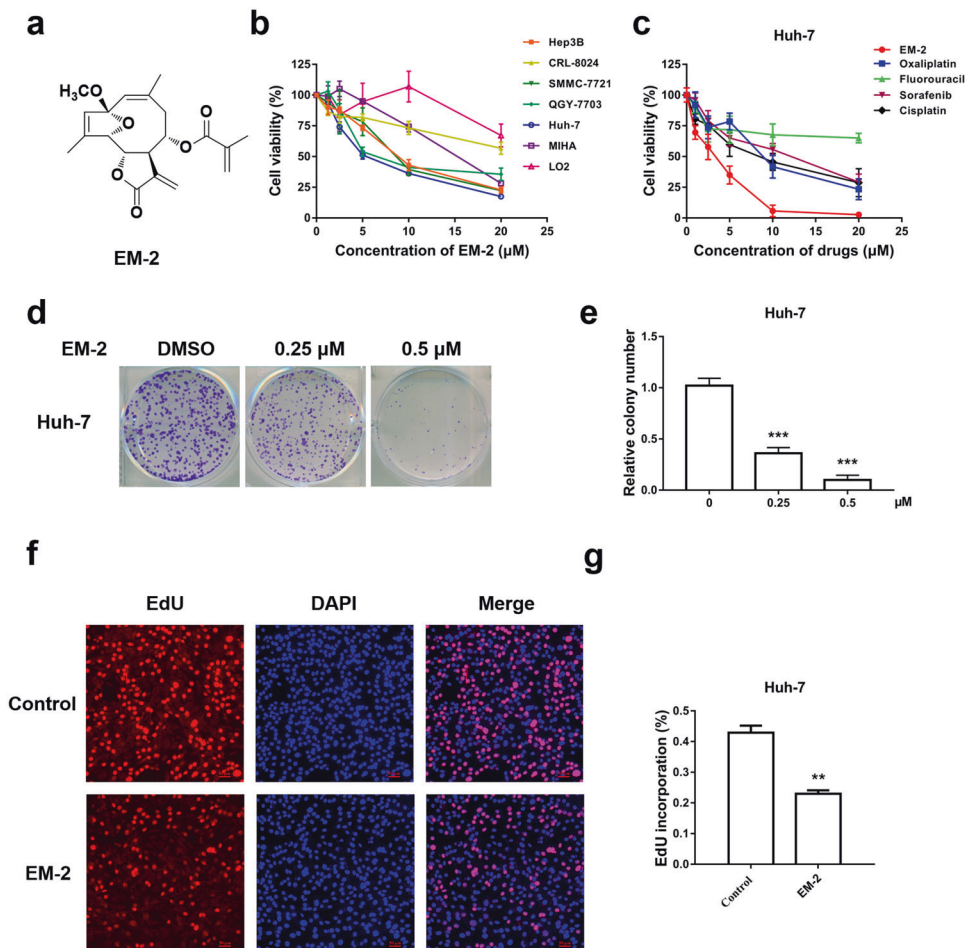 a
H₃CO
O
O
O
O
O
EM-2
b
Cell viability (%)
125
100
75
50
25
0
0
5
10
15
20
25
Concentration of EM-2 (μM)
Hep3B
CRL-8024
SMMC-7721
QGY-7703
Huh-7
MIHA
LO2
c
Huh-7
Cell viability (%)
125
100
75
50
25
0
0
5
10
15
20
25
Concentration of drugs (μM)
EM-2
Oxaliplatin
Fluorouracil
Sorafenib
Cisplatin
d
EM-2 DMSO 0.25 μM 0.5 μM
Huh-7
e
Huh-7
Relative colony number
1.5
1.0
0.5
0.0
***
***
0 0.25 0.5 μM
f
EdU DAPI Merge
Control
EM-2
g
Huh-7
EdU incorporation (%)
0.5
0.4
0.3
0.2
0.1
0.0
**
Control
EM-2